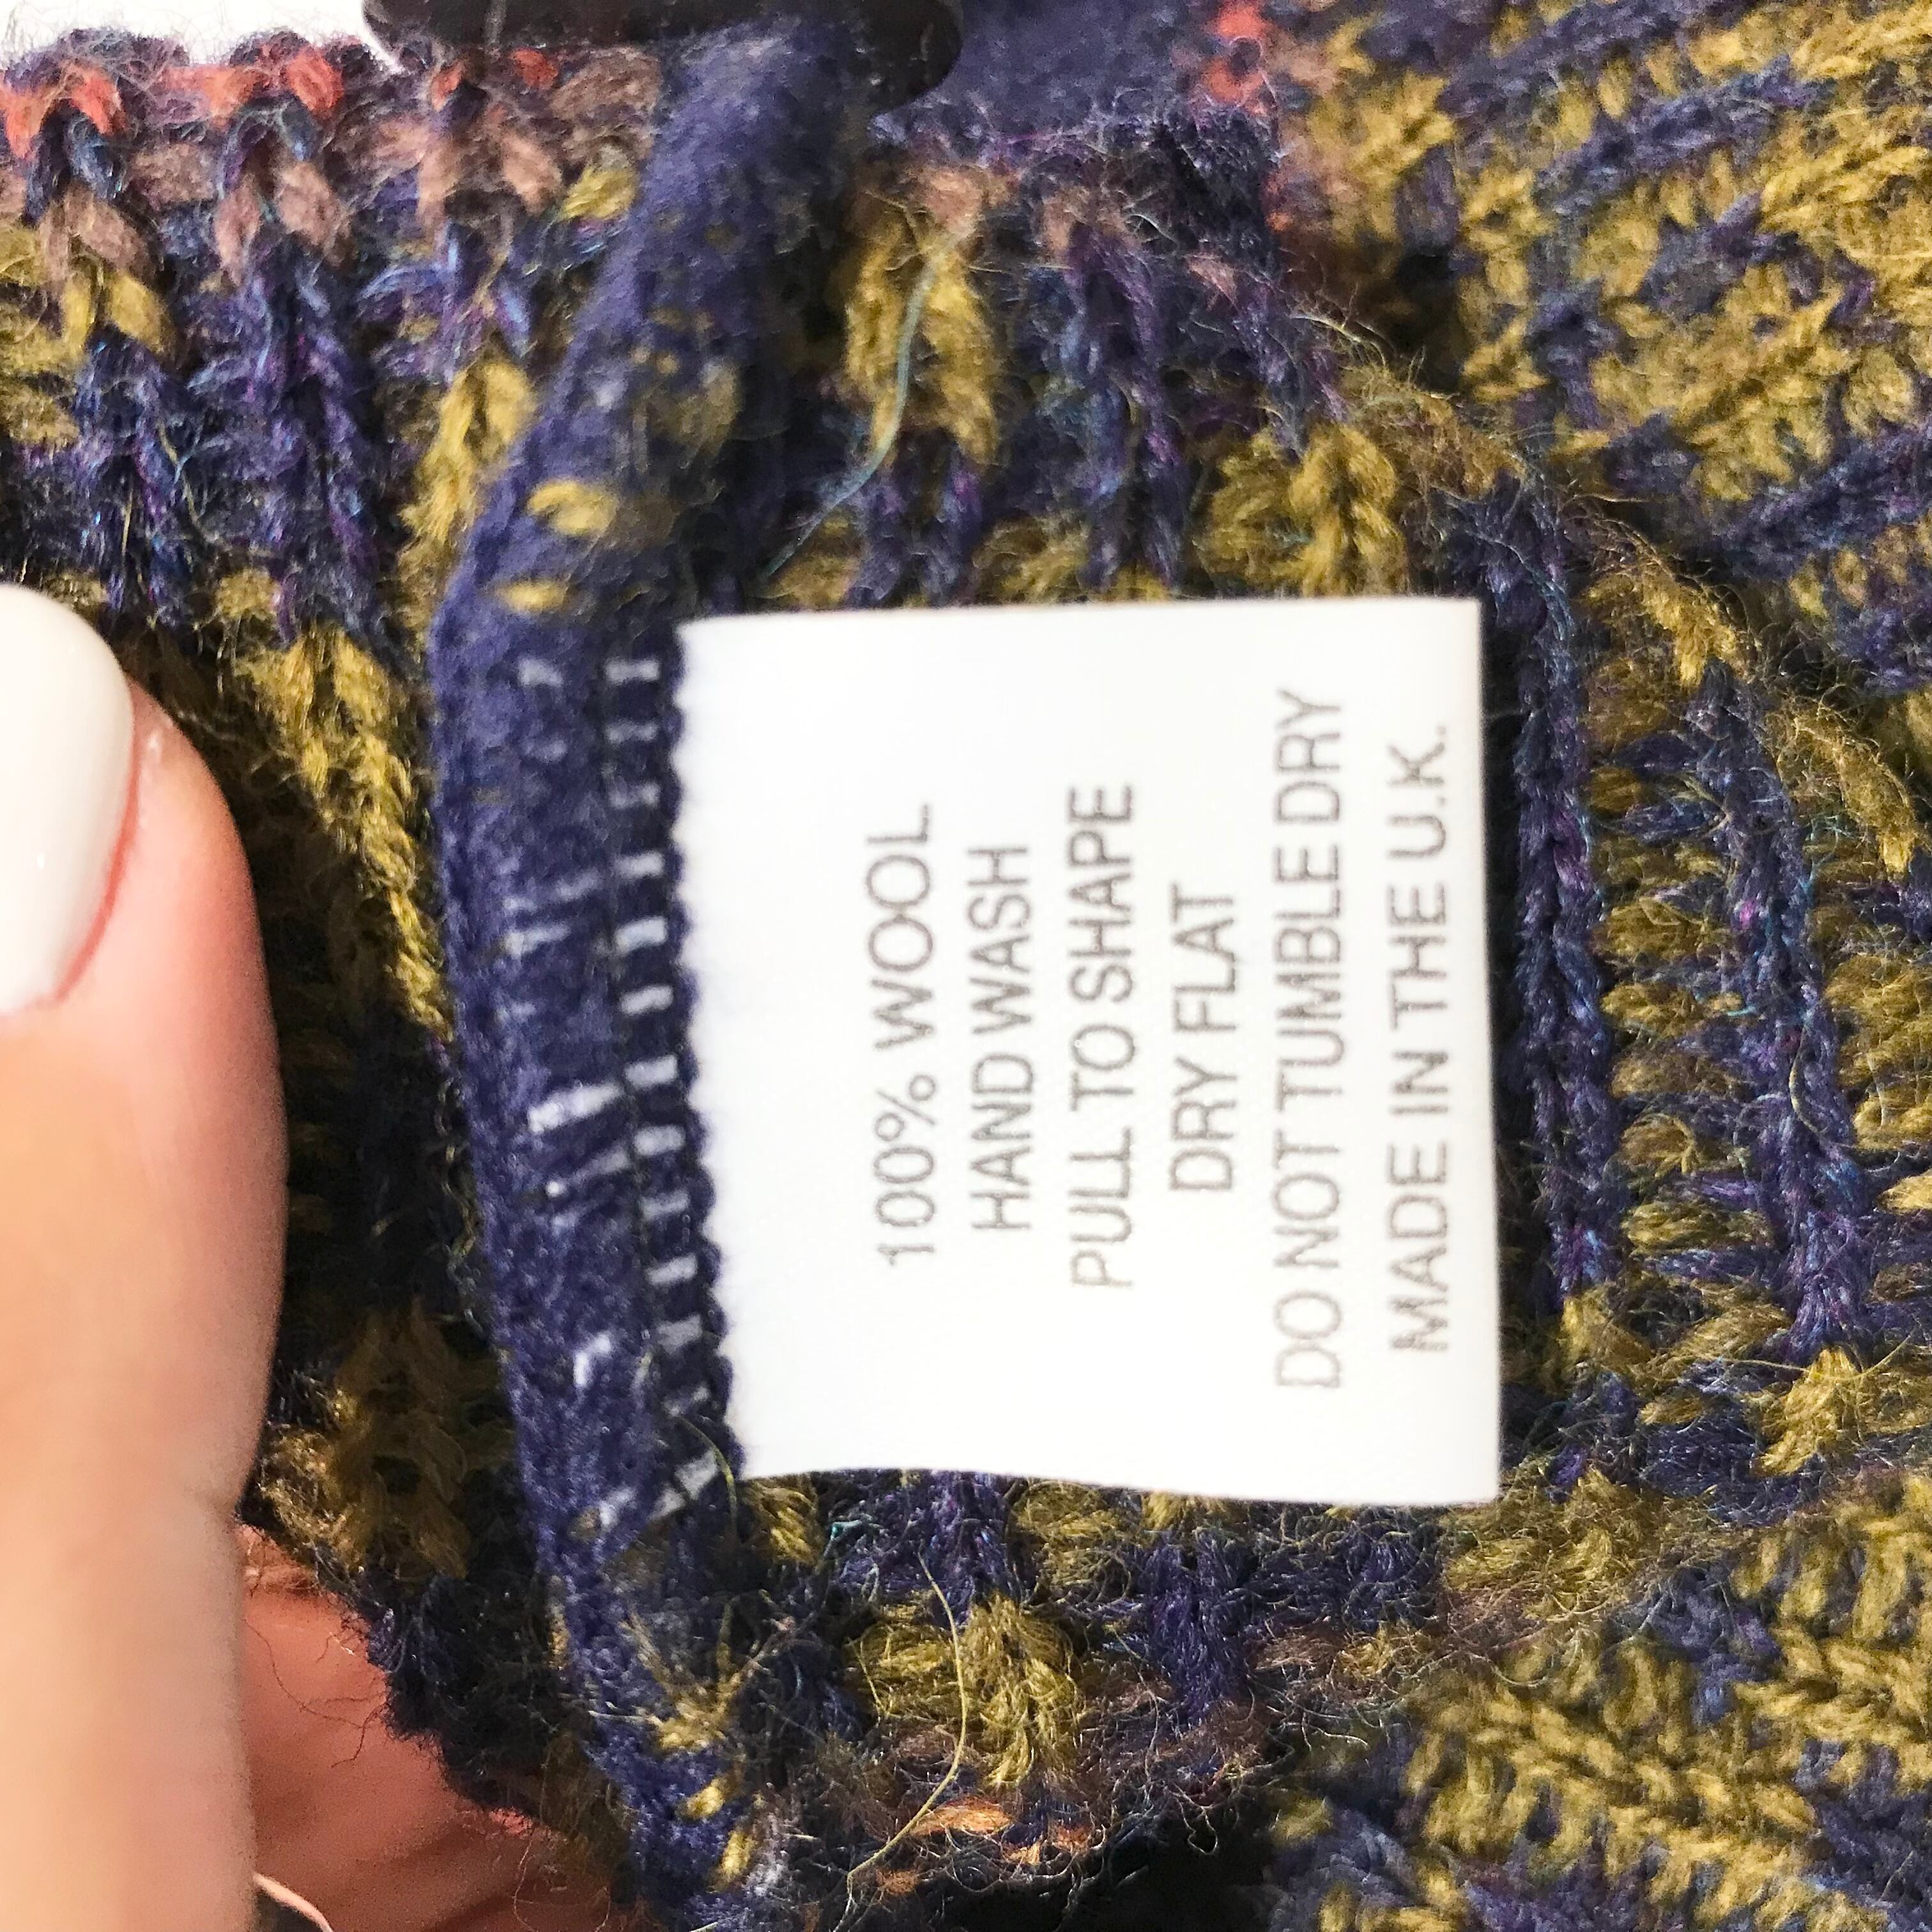 100% WOOL
HAND WASH
PULL TO SHAPE
DRY FLAT
DO NOT TUMBLE DRY
MADE IN THE U.K.